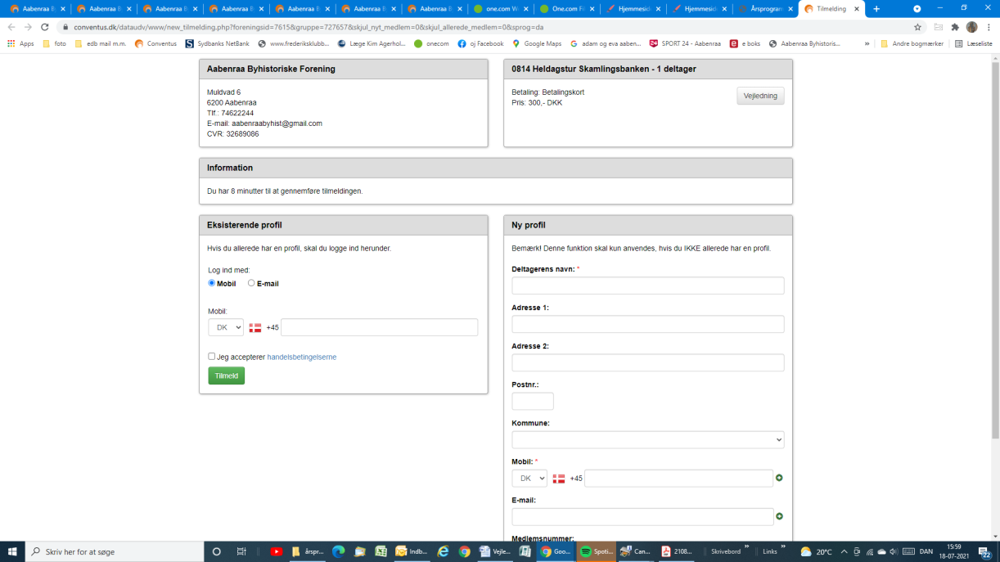 Aabenraa B
Aabenraa B
Aabenraa B
Aabenraa B
Aabenraa B
Aabenraa B
Aabenraa B
one.com W
One.com Fi
Hjemmesid
Hjemmesid
Årsprogram
Tilmelding
conventus.dk/dataudv/www/new_tilmelding.php?foreningsid=7615&gruppe=727657&skjul_nyt_medlem=0&skjul_allerede_medlem=0&sprog=da
Apps foto edb mail m.m. Conventus Sydbanks NetBank www.frederiksklubb... Læge Kim Agerhol... onecom oj Facebook Google Maps adam og eva aaben... SPORT 24 - Aabenraa e boks Aabenraa Byhistoris... » Andre bogmærker Læseliste
Aabenraa Byhistoriske Forening
Muldvad 6
6200 Aabenraa
Tlf.: 74622244
E-mail: aabenraabyhist@gmail.com
CVR: 32689086
0814 Heldagstur Skamlingsbanken - 1 deltager
Betaling: Betalingskort
Pris: 300,- DKK
Vejledning
Information
Du har 8 minutter til at gennemføre tilmeldingen.
Eksisterende profil
Hvis du allerede har en profil, skal du logge ind herunder.
Log ind med:
Mobil E-mail
Mobil:
DK +45
Jeg accepterer handelsbetingelserne
Tilmeld
Ny profil
Bemærk! Denne funktion skal kun anvendes, hvis du IKKE allerede har en profil.
Deltagerens navn: *
Adresse 1:
Adresse 2:
Postnr.:
Kommune:
Mobil: *
DK +45
E-mail:
Medlemsnummer:
Skriv her for at søge
årspr...
Indb...
Vejle...
Goo...
Spoti...
Can...
2108...
Skrivebord »
Links »
20°C
DAN
15:59
18-07-2021
22